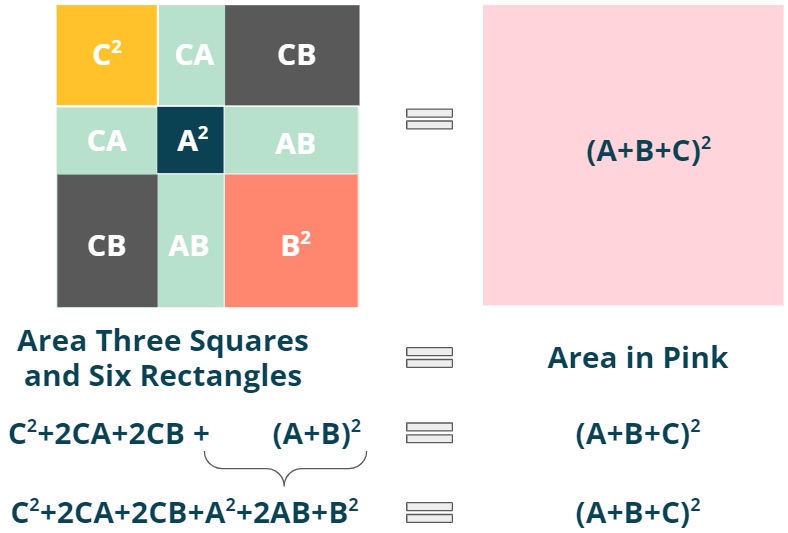 C² CA CB
CA A² AB
CB AB B²
(A+B+C)²
Area Three Squares
and Six Rectangles
Area in Pink
C²+2CA+2CB + (A+B)²
(A+B+C)²
C²+2CA+2CB+A²+2AB+B²
(A+B+C)²